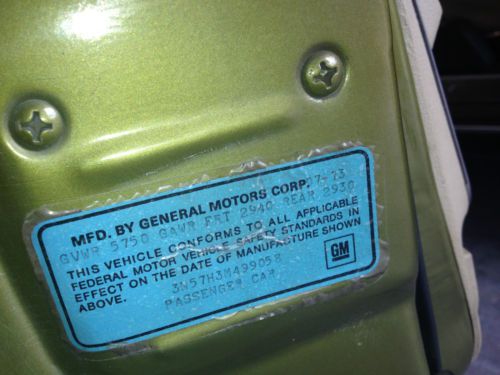 MFD. BY GENERAL MOTORS CORP. 7-73
GVWR 5750 GAWR FRT 2940 REAR 2930
THIS VEHICLE CONFORMS TO ALL APPLICABLE
FEDERAL MOTOR VEHICLE SAFETY STANDARDS IN
EFFECT ON THE DATE OF MANUFACTURE SHOWN
ABOVE.
3W57H3M499058
PASSENGER CAR
GM